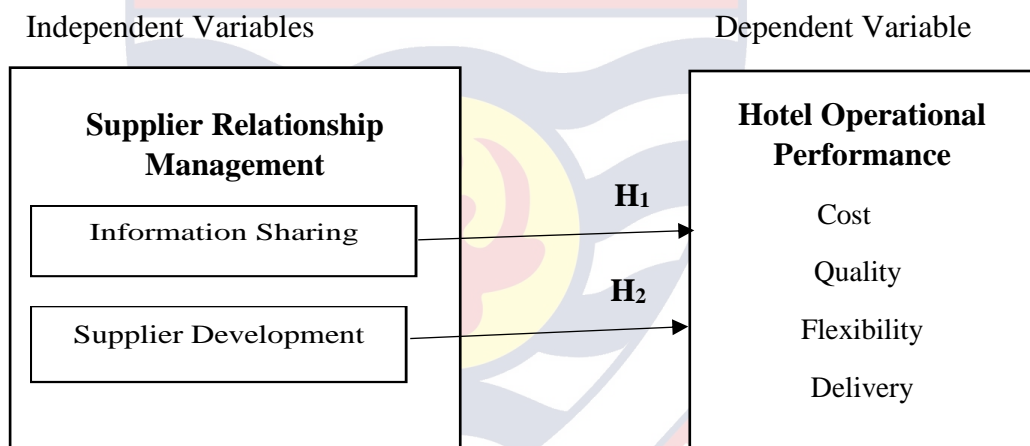 Independent Variables
Dependent Variable
Supplier Relationship
Management
Information Sharing
Supplier Development
H1
H2
Hotel Operational
Performance
Cost
Quality
Flexibility
Delivery